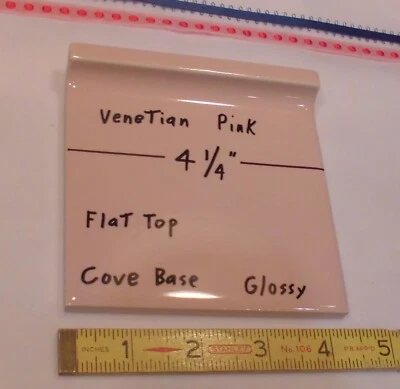 Venetian Pink
4 1/4"
Flat Top
Cove Base Glossy
INCHES 1 2 STANLEY 3 No. 106 4 5